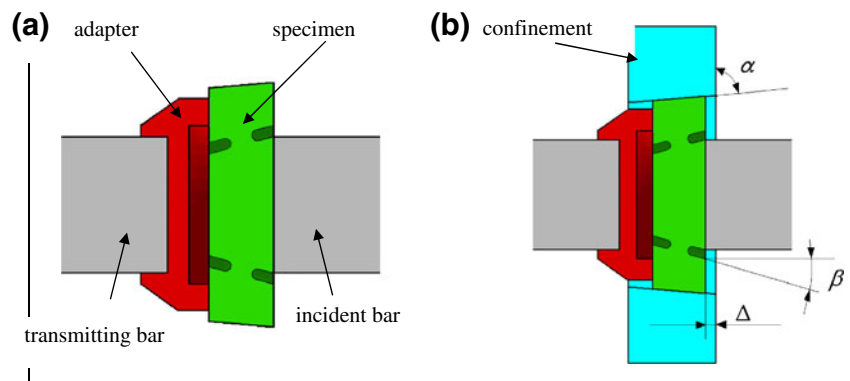 (a)
adapter
specimen
transmitting bar
incident bar
(b)
confinement
α
β
Δ